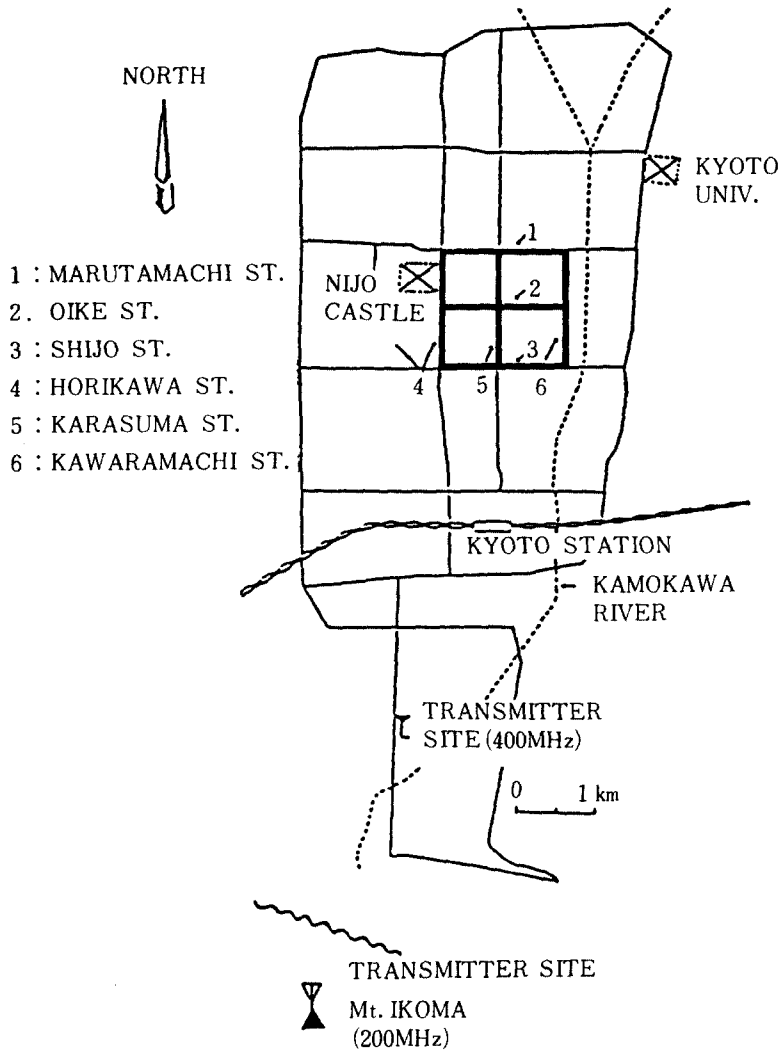 NORTH
KYOTO
UNIV.
1 : MARUTAMACHI ST.
2. OIKE ST.
3 : SHIJO ST.
4 : HORIKAWA ST.
5 : KARASUMA ST.
6 : KAWARAMACHI ST.
NIJO
CASTLE
1
2
3
4
5
6
KYOTO STATION
KAMOKAWA
RIVER
TRANSMITTER
SITE (400MHz)
0 1 km
TRANSMITTER SITE
Mt. IKOMA
(200MHz)